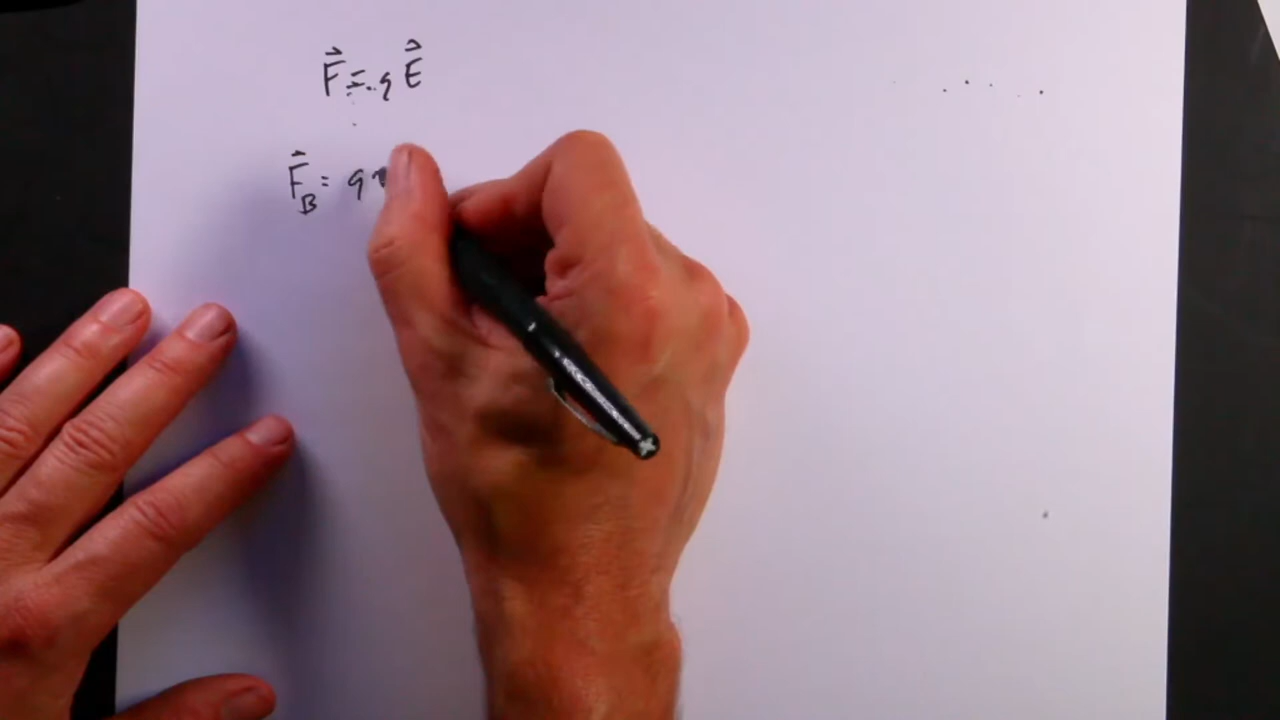 F⃗ = q E⃗
F⃗_B = q